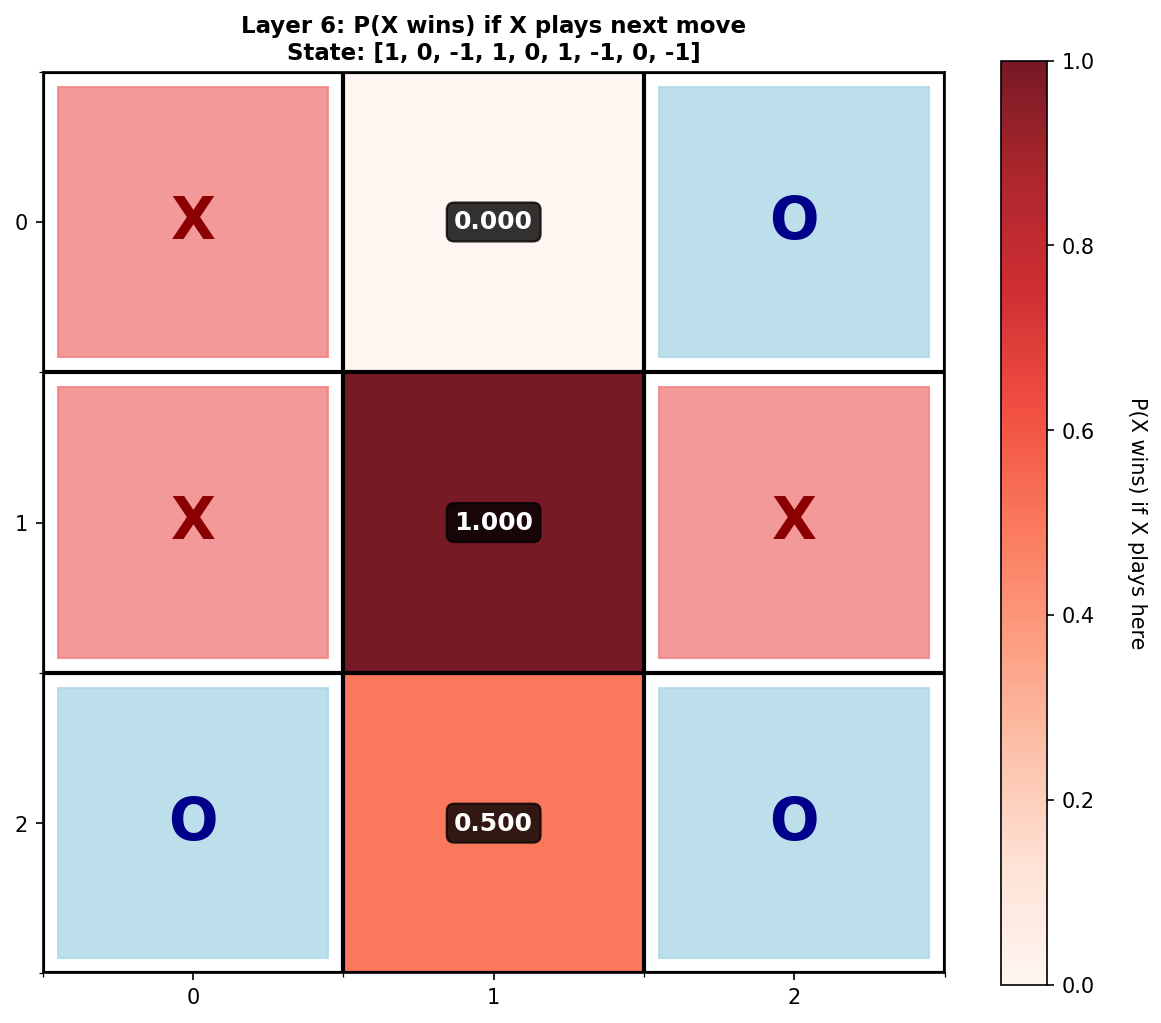 Layer 6: P(X wins) if X plays next move
State: [1, 0, -1, 1, 0, 1, -1, 0, -1]
X
0.000
O
0
X
1.000
X
1
O
0.500
O
2
0
1
2
1.0
0.8
0.6
0.4
0.2
0.0
P(X wins) if X plays here